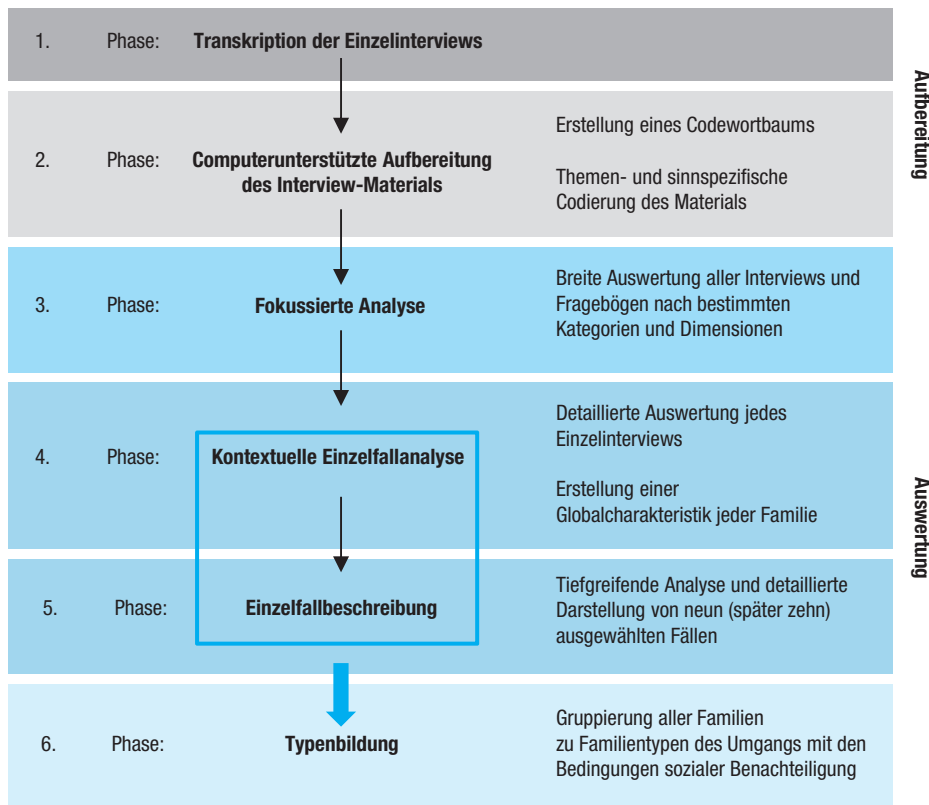 1. Phase: Transkription der Einzelinterviews
2. Phase: Computerunterstützte Aufbereitung
des Interview-Materials
Erstellung eines Codewortbaums
Themen- und sinnspezifische
Codierung des Materials
Aufbereitung
3. Phase: Fokussierte Analyse
Breite Auswertung aller Interviews und
Fragebögen nach bestimmten
Kategorien und Dimensionen
4. Phase: Kontextuelle Einzelfallanalyse
Detaillierte Auswertung jedes
Einzelinterviews
Erstellung einer
Globalcharakteristik jeder Familie
5. Phase: Einzelfallbeschreibung
Tiefgreifende Analyse und detaillierte
Darstellung von neun (später zehn)
ausgewählten Fällen
6. Phase: Typenbildung
Gruppierung aller Familien
zu Familientypen des Umgangs mit den
Bedingungen sozialer Benachteiligung
Auswertung